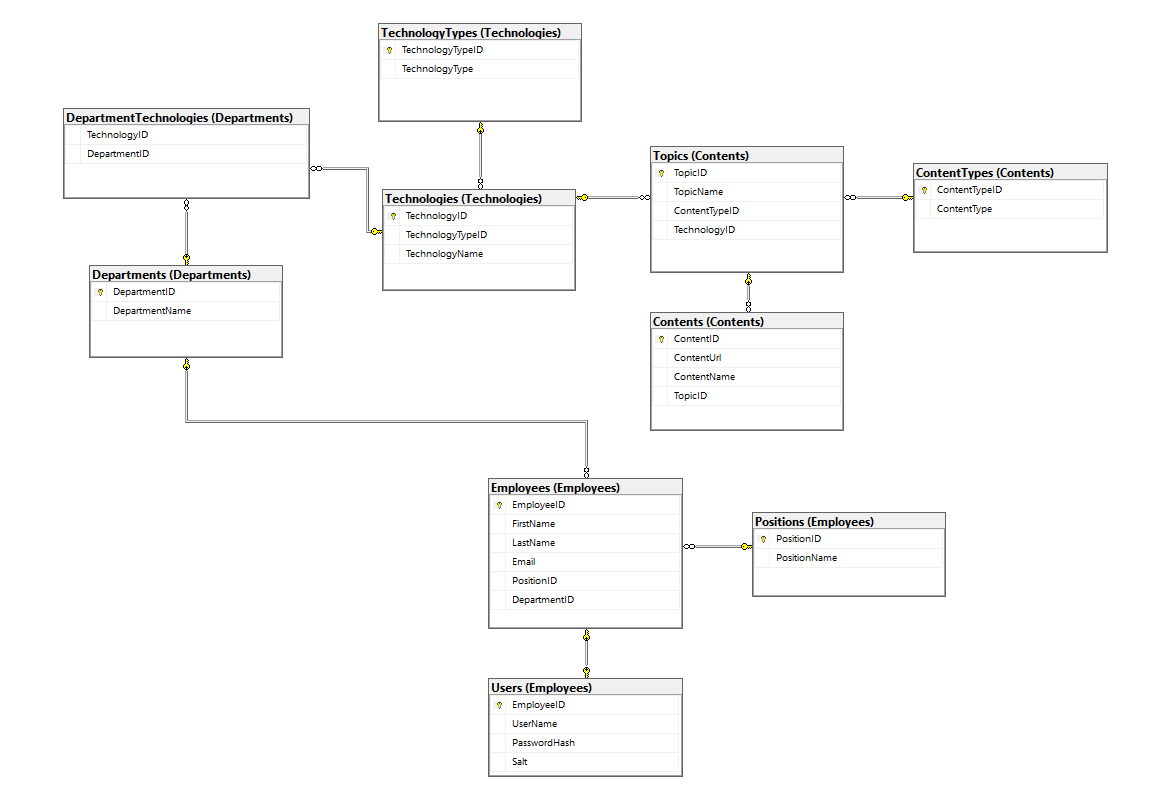 TechnologyTypes (Technologies)
TechnologyTypeID
TechnologyType
DepartmentTechnologies (Departments)
TechnologyID
DepartmentID
Topics (Contents)
TopicID
TopicName
ContentTypeID
TechnologyID
ContentTypes (Contents)
ContentTypeID
ContentType
Technologies (Technologies)
TechnologyID
TechnologyTypeID
TechnologyName
Departments (Departments)
DepartmentID
DepartmentName
Contents (Contents)
ContentID
ContentUrl
ContentName
TopicID
Employees (Employees)
EmployeeID
FirstName
LastName
Email
PositionID
DepartmentID
Positions (Employees)
PositionID
PositionName
Users (Employees)
EmployeeID
UserName
PasswordHash
Salt